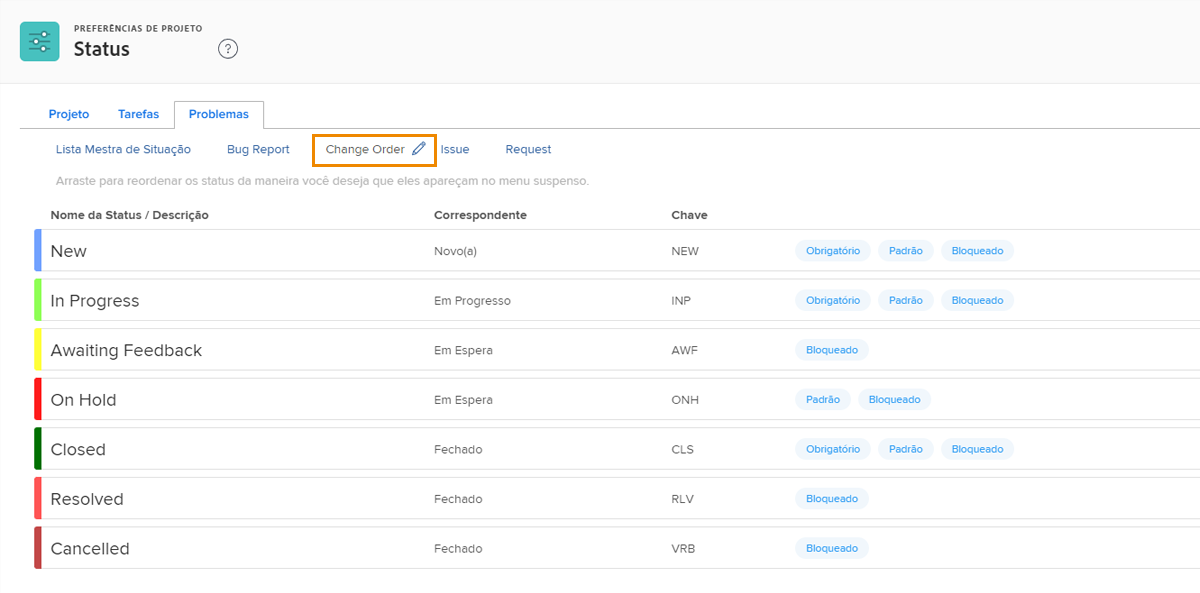 PREFERÊNCIAS DE PROJETO
Status ?
Projeto Tarefas Problemas
Lista Mestra de Situação Bug Report Change Order Issue Request
Arraste para reordenar os status da maneira você deseja que eles apareçam no menu suspenso.
Nome da Status / Descrição Correspondente Chave
New Novo(a) NEW Obrigatório Padrão Bloqueado
In Progress Em Progresso INP Obrigatório Padrão Bloqueado
Awaiting Feedback Em Espera AWF Bloqueado
On Hold Em Espera ONH Padrão Bloqueado
Closed Fechado CLS Obrigatório Padrão Bloqueado
Resolved Fechado RLV Bloqueado
Cancelled Fechado VRB Bloqueado